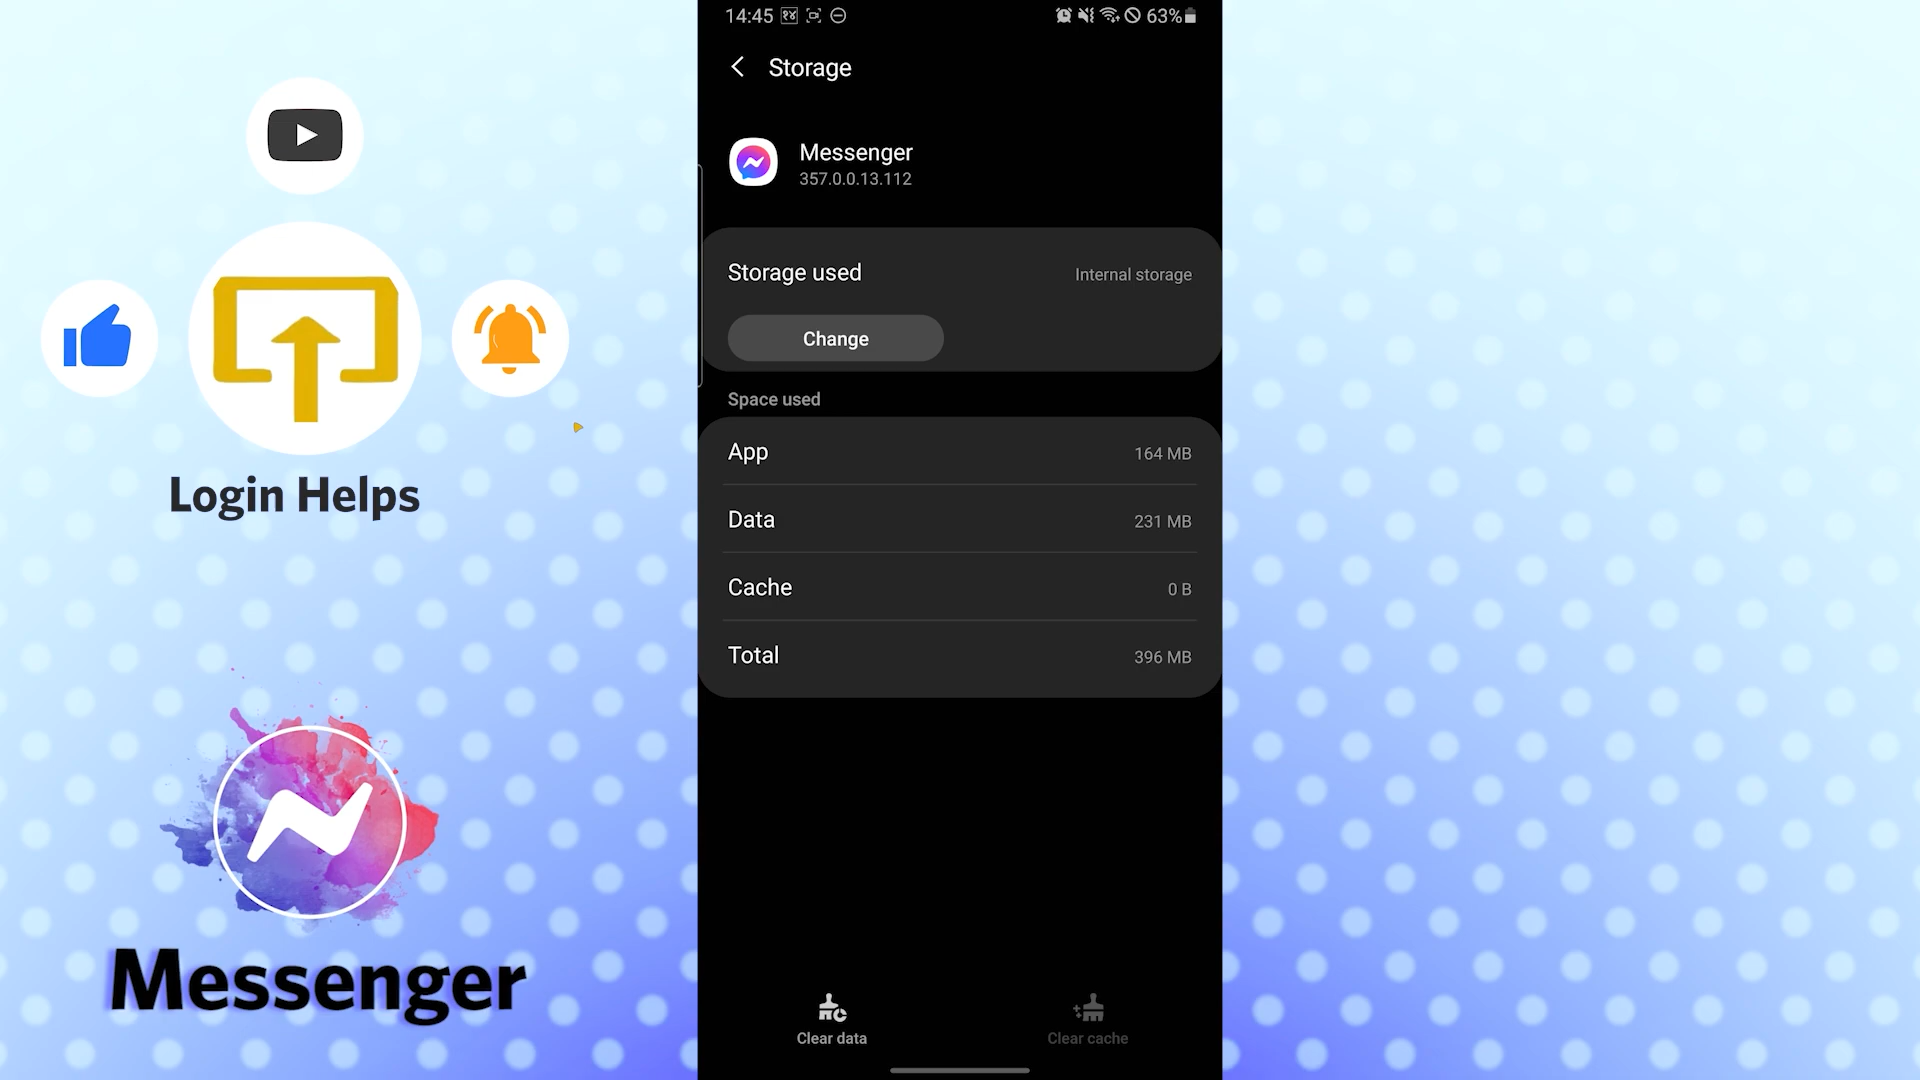 14:45
63%
Storage
Messenger
357.0.0.13.112
Storage used
Internal storage
Change
Space used
App
164 MB
Data
231 MB
Cache
0 B
Total
396 MB
Clear data
Clear cache
Login Helps
Messenger